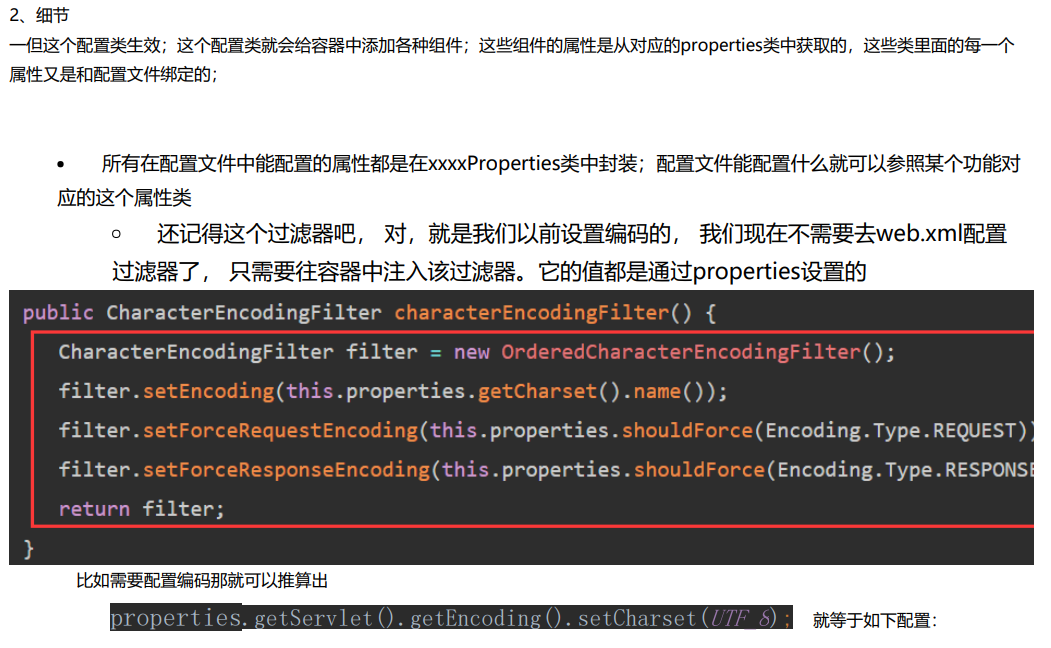 2、细节
一但这个配置类生效；这个配置类就会给容器中添加各种组件；这些组件的属性是从对应的properties类中获取的，这些类里面的每一个
属性又是和配置文件绑定的；
• 所有在配置文件中能配置的属性都是在xxxxProperties类中封装；配置文件能配置什么就可以参照某个功能对
应的这个属性类
○ 还记得这个过滤器吧， 对，就是我们以前设置编码的， 我们现在不需要去web.xml配置
过滤器了， 只需要往容器中注入该过滤器。它的值都是通过properties设置的
public CharacterEncodingFilter characterEncodingFilter() {
CharacterEncodingFilter filter = new OrderedCharacterEncodingFilter();
filter.setEncoding(this.properties.getCharset().name());
filter.setForceRequestEncoding(this.properties.shouldForce(Encoding.Type.REQUEST))
filter.setForceResponseEncoding(this.properties.shouldForce(Encoding.Type.RESPONSE
return filter;
}
比如需要配置编码那就可以推算出
properties.getServlet().getEncoding().setCharset(UTF_8); 就等于如下配置：